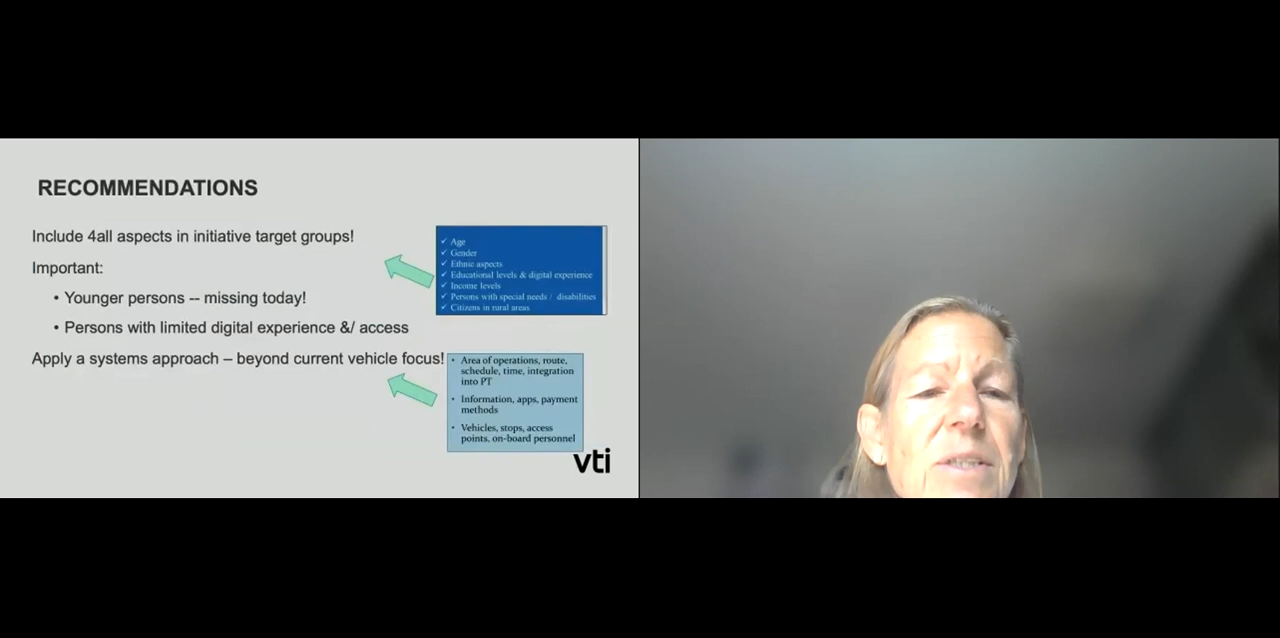 RECOMMENDATIONS
Include 4all aspects in initiative target groups!
Important:
• Younger persons -- missing today!
• Persons with limited digital experience &/ access
Apply a systems approach – beyond current vehicle focus!
✓ Age
✓ Gender
✓ Ethnic aspects
✓ Educational levels & digital experience
✓ Income levels
✓ Persons with special needs / disabilities
✓ Citizens in rural areas
• Area of operations, route,
schedule, time, integration
into PT
• Information, apps, payment
methods
• Vehicles, stops, access
points, on-board personnel
vti